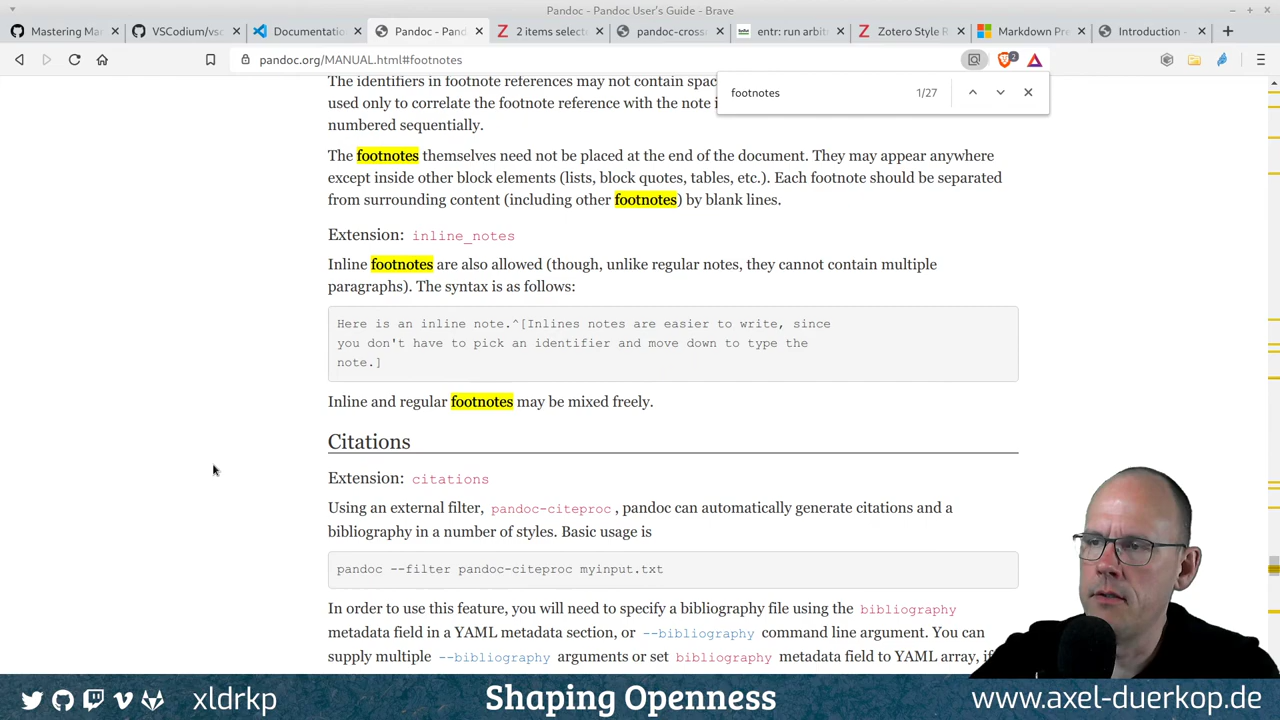 Pandoc - Pandoc User's Guide - Brave
Mastering Ma
VSCodium/vsc
Documentation
Pandoc - Pand
2 items selecte
pandoc-cross
entr: run arbit
Zotero Style R
Markdown Pre
Introduction -
pandoc.org/MANUAL.html#footnotes
2
footnotes
1/27
The identifiers in footnote references may not contain
used only to correlate the footnote reference with the note
numbered sequentially.
The footnotes themselves need not be placed at the end of the document. They may appear anywhere
except inside other block elements (lists, block quotes, tables, etc.). Each footnote should be separated
from surrounding content (including other footnotes) by blank lines.
Extension: inline_notes
Inline footnotes are also allowed (though, unlike regular notes, they cannot contain multiple
paragraphs). The syntax is as follows:
Here is an inline note.^[Inlines notes are easier to write, since
you don't have to pick an identifier and move down to type the
note.]
Inline and regular footnotes may be mixed freely.
Citations
Extension: citations
Using an external filter, pandoc-citeproc, pandoc can automatically generate citations and a
bibliography in a number of styles. Basic usage is
pandoc --filter pandoc-citeproc myinput.txt
In order to use this feature, you will need to specify a bibliography file using the bibliography
metadata field in a YAML metadata section, or --bibliography command line argument. You can
supply multiple --bibliography arguments or set bibliography metadata field to YAML array, if
xldrkp
Shaping Openness
www.axel-duerkop.de